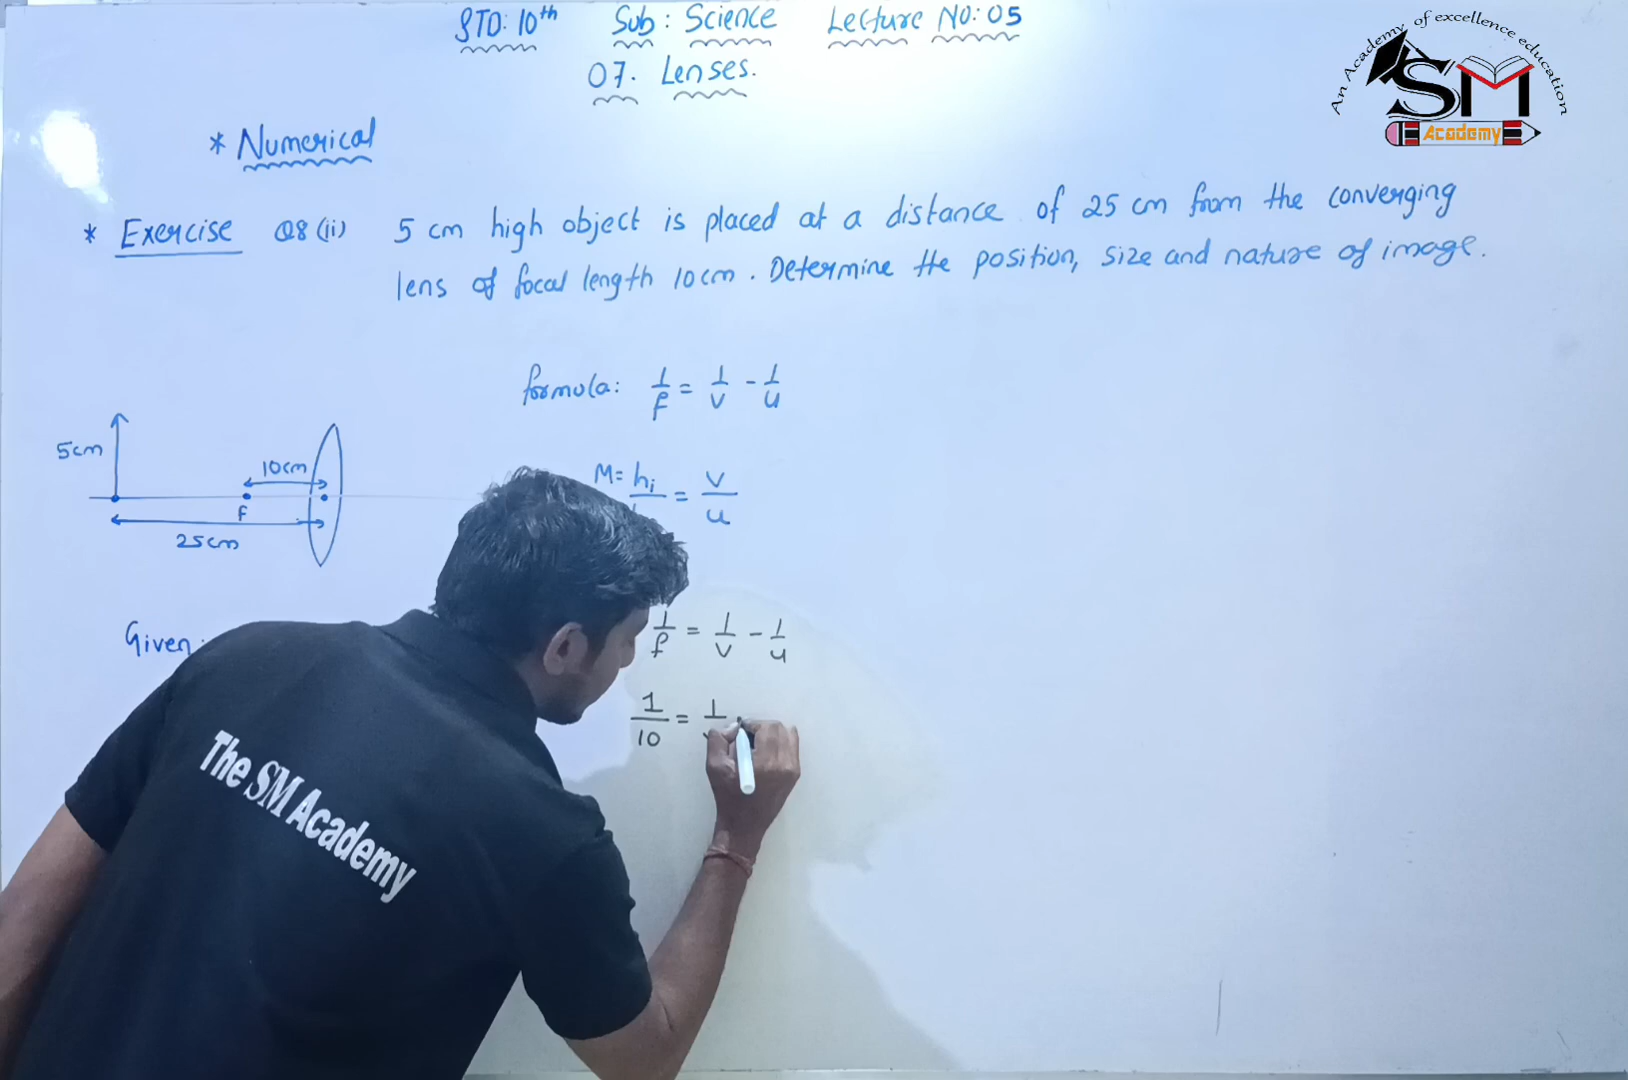 STD: 10th Sub: Science Lecture No: 05
07. Lenses.
An Academy of excellence education
SM
Academy
* Numerical
* Exercise Q8 (ii) 5 cm high object is placed at a distance of 25 cm from the converging
lens of focal length 10 cm. Determine the position, size and nature of image.
formula: 1/f = 1/v - 1/u
5cm
10cm
f
25cm
M = hi/ = v/u
Given:
1/f = 1/v - 1/u
1/10 = 1/
The SM Academy